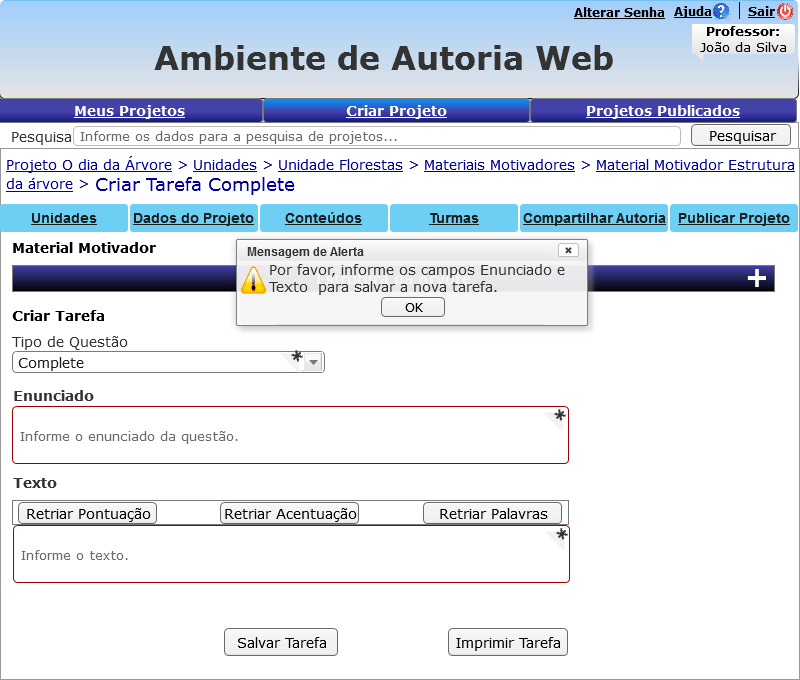 Alterar Senha Ajuda? Sair
Professor:
João da Silva
Ambiente de Autoria Web
Meus Projetos Criar Projeto Projetos Publicados
Pesquisa Informe os dados para a pesquisa de projetos... Pesquisar
Projeto O dia da Árvore > Unidades > Unidade Florestas > Materiais Motivadores > Material Motivador Estrutura
da árvore > Criar Tarefa Complete
Unidades Dados do Projeto Conteúdos Turmas Compartilhar Autoria Publicar Projeto
Material Motivador
Mensagem de Alerta
Por favor, informe os campos Enunciado e
Texto para salvar a nova tarefa.
OK
Criar Tarefa
Tipo de Questão
Complete *
Enunciado
Informe o enunciado da questão. *
Texto
Retriar Pontuação Retriar Acentuação Retriar Palavras
Informe o texto. *
Salvar Tarefa Imprimir Tarefa